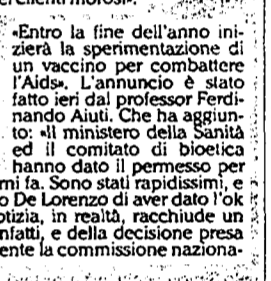 ei clienti morosi».
«Entro la fine dell'anno ini-
zierà la sperimentazione di
un vaccino per combattere
l'Aids». L'annuncio è stato
fatto ieri dal professor Ferdi-
nando Aiuti. Che ha aggiun-
to: «Il ministero della Sanità
ed il comitato di bioetica
hanno dato il permesso per
mi fa. Sono stati rapidissimi, e
o De Lorenzo di aver dato l'ok
otizia, in realtà, racchiude un
nfatti, e della decisione presa
ente la commissione naziona-